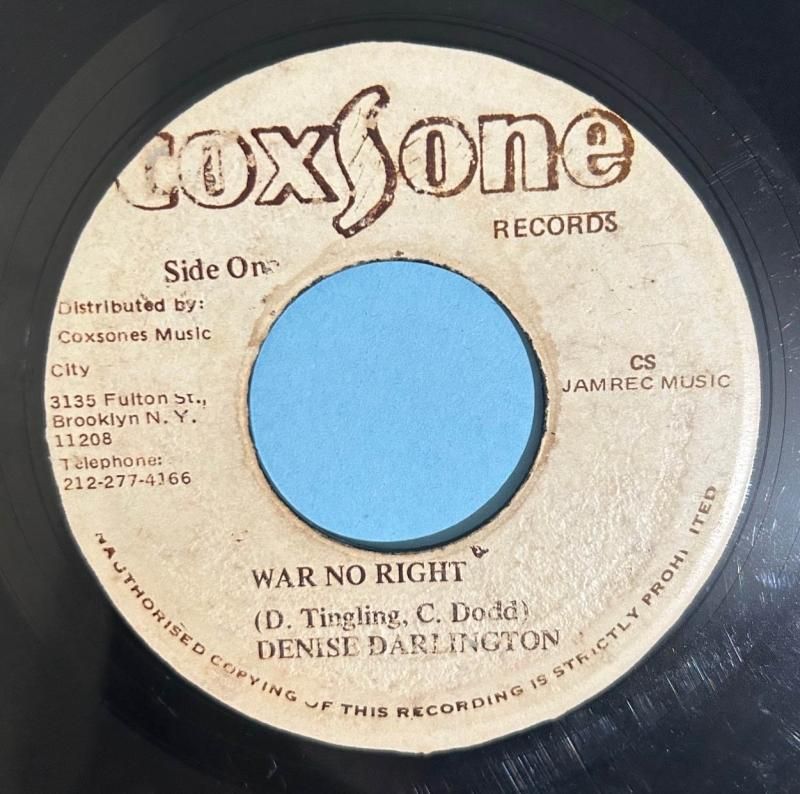 coxsone
RECORDS
Side One
Distributed by:
Coxsones Music
City
3135 Fulton St.,
Brooklyn N. Y.
11208
Telephone:
212-277-4166
CS
JAMREC MUSIC
WAR NO RIGHT
(D. Tingling, C. Dodd)
DENISE DARLINGTON
NAUTHORISED COPYING OF THIS RECORDING IS STRICTLY PROHIBITED